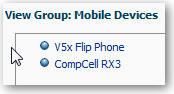 View Group: Mobile Devices
V5x Flip Phone
CompCell RX3